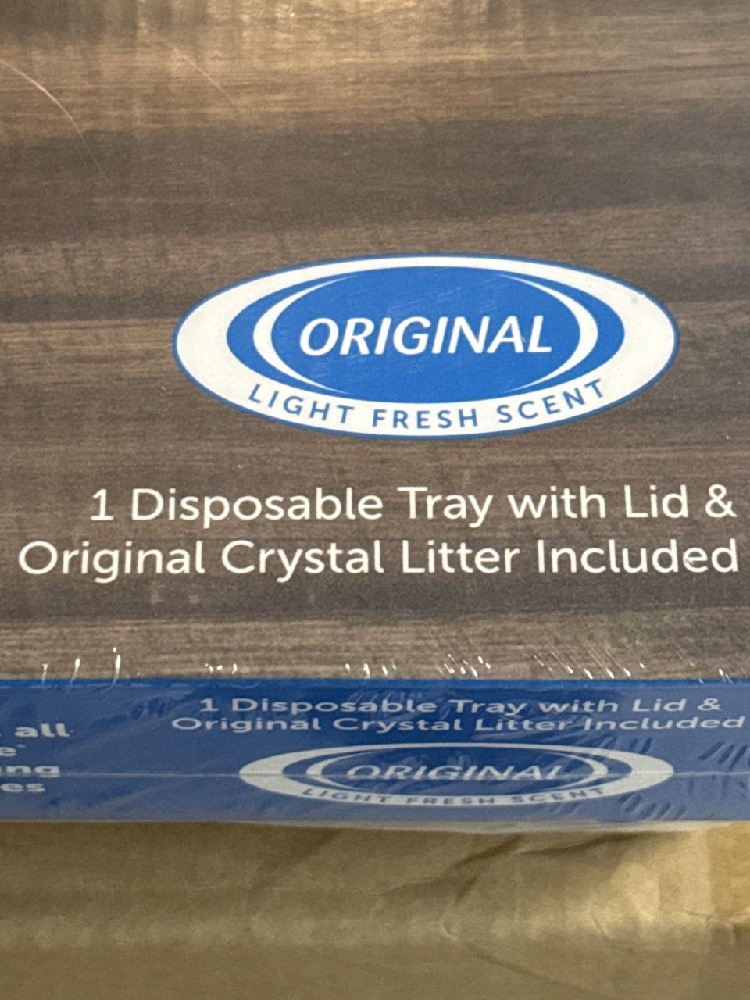 ORIGINAL
LIGHT FRESH SCENT
1 Disposable Tray with Lid &
Original Crystal Litter Included
1 Disposable Tray with Lid &
Original Crystal Litter Included
all
ORIGINAL
LIGHT FRESH SCENT